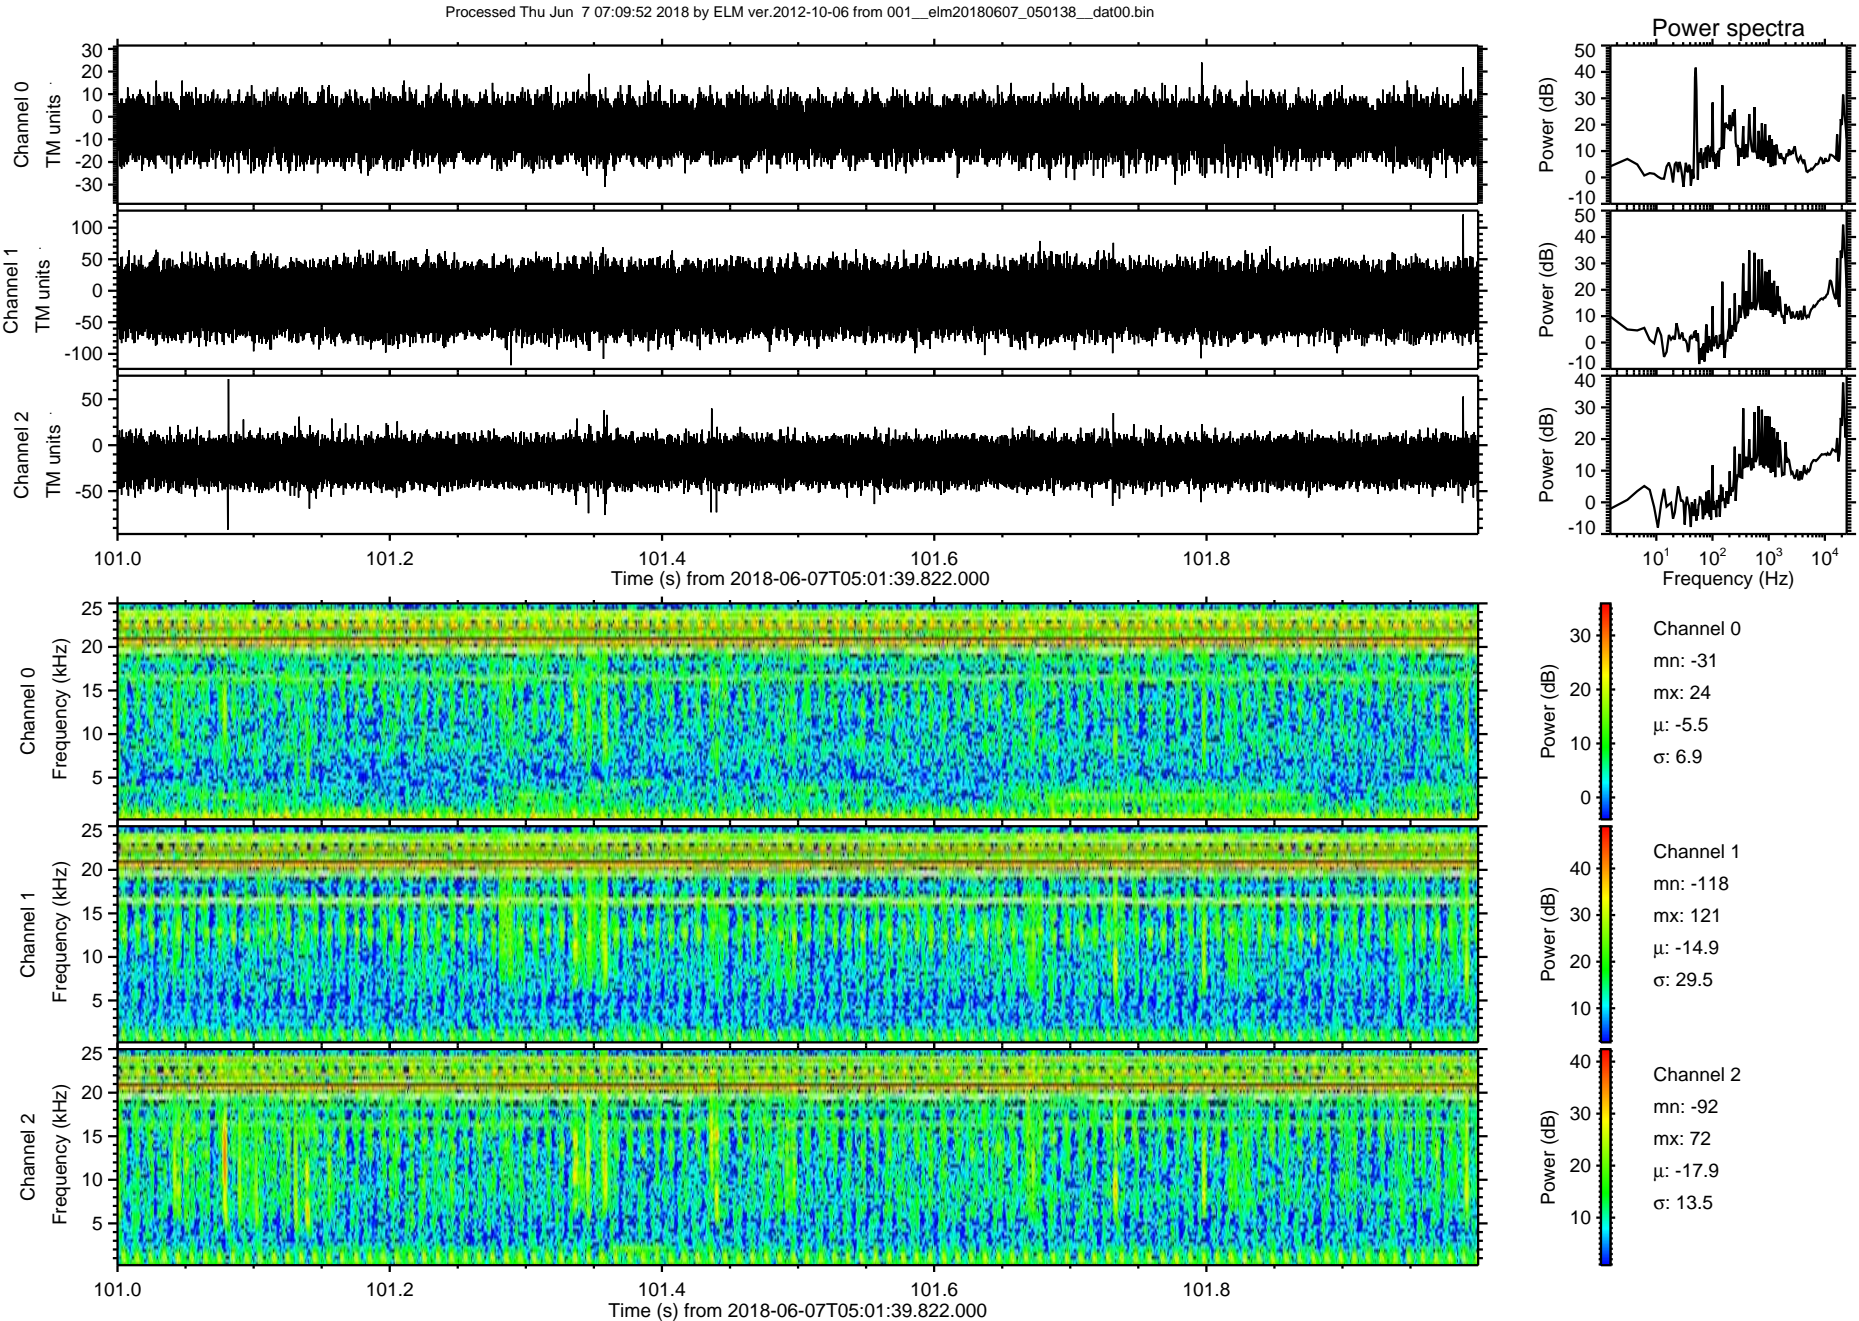 Processed Thu Jun  7 07:09:52 2018 by ELM ver.2012-10-06 from 001__elm20180607_050138__dat00.bin
Power spectra
Channel 0
TM units
30
20
10
0
-10
-20
-30
Power (dB)
50
40
30
20
10
0
-10
Channel 1
TM units
100
50
0
-50
-100
Power (dB)
50
40
30
20
10
0
-10
Channel 2
TM units
50
0
-50
Power (dB)
40
30
20
10
0
-10
101.0 101.2 101.4 101.6 101.8
Time (s) from 2018-06-07T05:01:39.822.000
10^1 10^2 10^3 10^4
Frequency (Hz)
Channel 0
Frequency (kHz)
25
20
15
10
5
Power (dB)
30
20
10
0
Channel 0
mn: -31
mx: 24
μ: -5.5
σ: 6.9
Channel 1
Frequency (kHz)
25
20
15
10
5
Power (dB)
40
30
20
10
Channel 1
mn: -118
mx: 121
μ: -14.9
σ: 29.5
Channel 2
Frequency (kHz)
25
20
15
10
5
Power (dB)
40
30
20
10
Channel 2
mn: -92
mx: 72
μ: -17.9
σ: 13.5
101.0 101.2 101.4 101.6 101.8
Time (s) from 2018-06-07T05:01:39.822.000